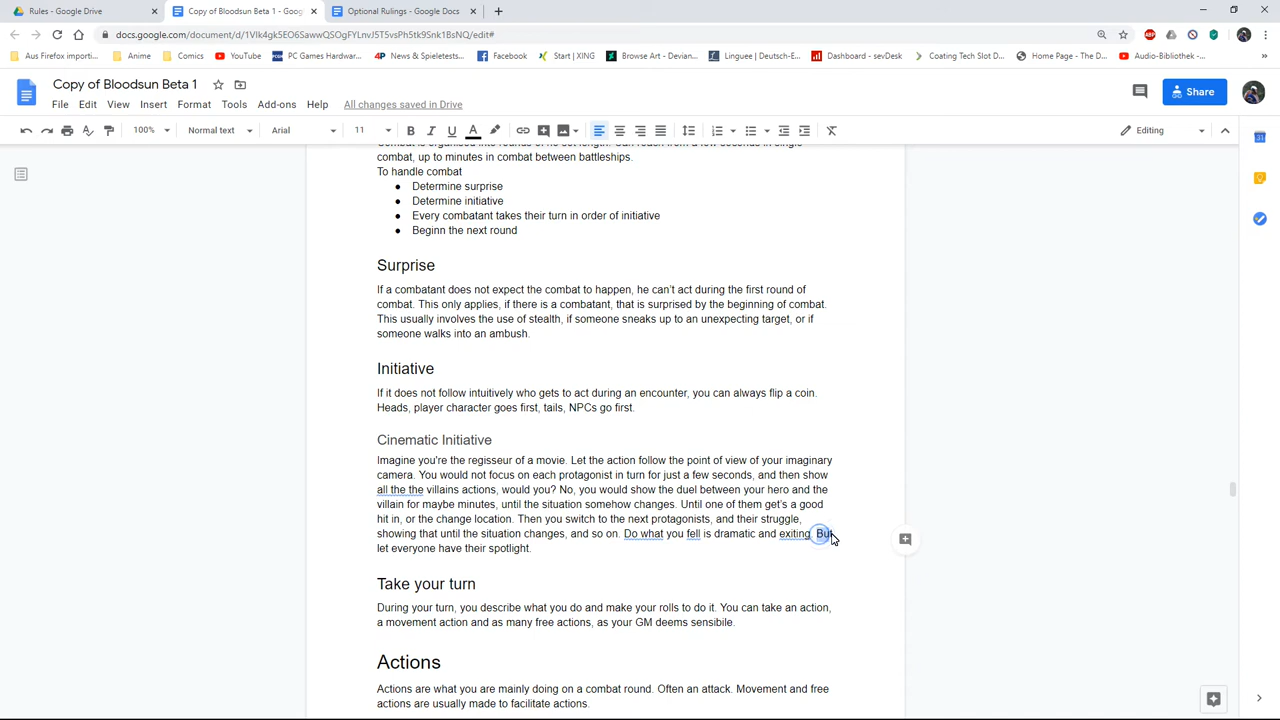 Rules - Google Drive
Copy of Bloodsun Beta 1 - Goog
Optional Rulings - Google Docs
docs.google.com/document/d/1VIk4gk5EO6SawwQSOgFYLnvJ5T5vsPh5tk9Snk1BsNQ/edit#
Aus Firefox importi...
Anime
Comics
YouTube
PC Games Hardwar...
News & Spieletests...
Facebook
Start | XING
Browse Art - Devian...
Linguee | Deutsch-E...
Dashboard - sevDesk
Coating Tech Slot D...
Home Page - The D...
Audio-Bibliothek -...
Copy of Bloodsun Beta 1
File Edit View Insert Format Tools Add-ons Help All changes saved in Drive
Share
100% Normal text Arial 11 Editing
Combat is organised into rounds of no set length. Can reach from a few seconds in single
combat, up to minutes in combat between battleships.
To handle combat
● Determine surprise
● Determine initiative
● Every combatant takes their turn in order of initiative
● Beginn the next round
Surprise
If a combatant does not expect the combat to happen, he can't act during the first round of
combat. This only applies, if there is a combatant, that is surprised by the beginning of combat.
This usually involves the use of stealth, if someone sneaks up to an unexpecting target, or if
someone walks into an ambush.
Initiative
If it does not follow intuitively who gets to act during an encounter, you can always flip a coin.
Heads, player character goes first, tails, NPCs go first.
Cinematic Initiative
Imagine you're the regisseur of a movie. Let the action follow the point of view of your imaginary
camera. You would not focus on each protagonist in turn for just a few seconds, and then show
all the the villains actions, would you? No, you would show the duel between your hero and the
villain for maybe minutes, until the situation somehow changes. Until one of them get's a good
hit in, or the change location. Then you switch to the next protagonists, and their struggle,
showing that until the situation changes, and so on. Do what you fell is dramatic and exiting. But
let everyone have their spotlight.
Take your turn
During your turn, you describe what you do and make your rolls to do it. You can take an action,
a movement action and as many free actions, as your GM deems sensibile.
Actions
Actions are what you are mainly doing on a combat round. Often an attack. Movement and free
actions are usually made to facilitate actions.